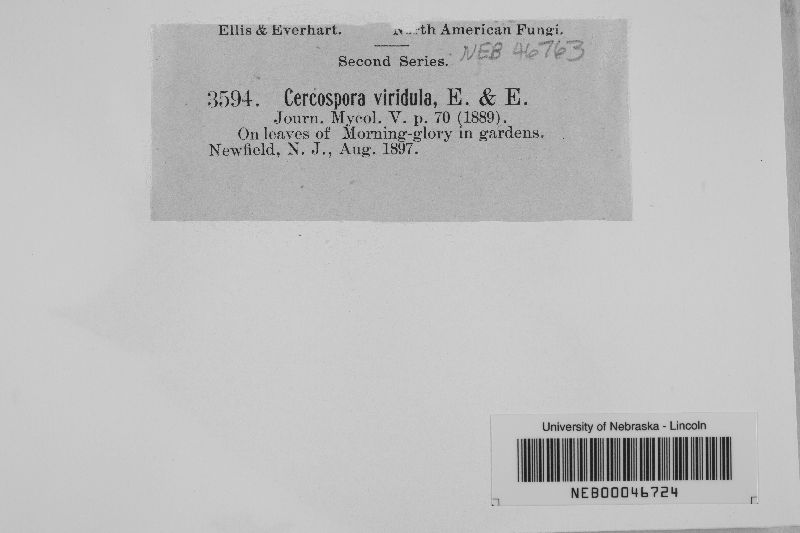 Ellis & Everhart. North American Fungi.
Second Series. NEB 46763
3594. Cercospora viridula, E. & E.
Journ. Mycol. V. p. 70 (1889).
On leaves of Morning-glory in gardens.
Newfield, N. J., Aug. 1897.
University of Nebraska - Lincoln
NEB00046724